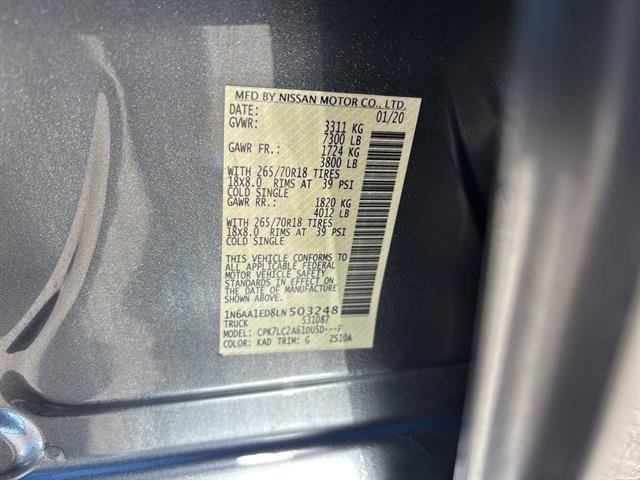 MFD BY NISSAN MOTOR CO., LTD.
DATE: 01/20
GVWR: 3311 KG
7300 LB
GAWR FR.: 1724 KG
3800 LB
WITH 265/70R18 TIRES
18x8.0 RIMS AT 39 PSI
COLD SINGLE
GAWR RR.: 1820 KG
4012 LB
WITH 265/70R18 TIRES
18x8.0 RIMS AT 39 PSI
COLD SINGLE
THIS VEHICLE CONFORMS TO
ALL APPLICABLE FEDERAL
MOTOR VEHICLE SAFETY
STANDARDS IN EFFECT ON
THE DATE OF MANUFACTURE
SHOWN ABOVE.
1N6AA1ED8LN503248
TRUCK 531087
MODEL: CPK7LC2A61DU5D---F
COLOR: KAD TRIM: G ZS10A